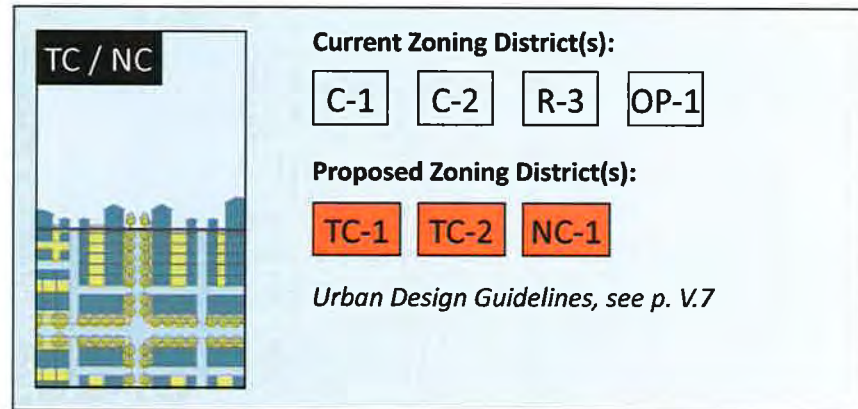 TC / NC
Current Zoning District(s):
C-1 C-2 R-3 OP-1
Proposed Zoning District(s):
TC-1 TC-2 NC-1
Urban Design Guidelines, see p. V.7